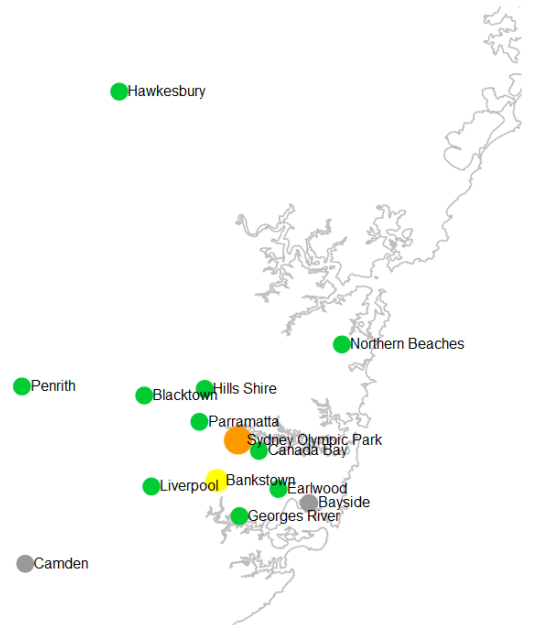 Hawkesbury
Northern Beaches
Penrith
Hills Shire
Blacktown
Parramatta
Sydney Olympic Park
Canada Bay
Bankstown
Liverpool
Earlwood
Bayside
Georges River
Camden